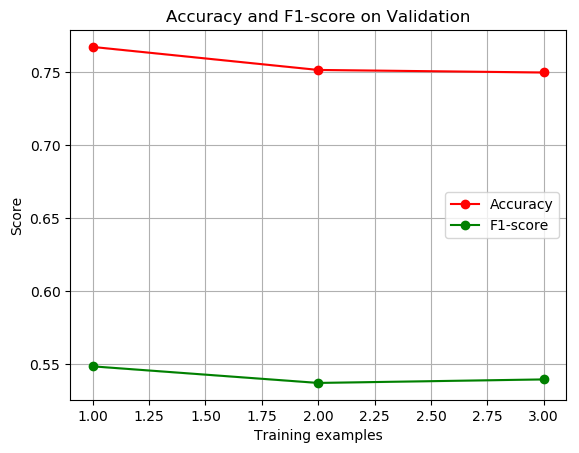 Accuracy and F1-score on Validation
Score
0.75
0.70
0.65
0.60
0.55
Accuracy
F1-score
1.00 1.25 1.50 1.75 2.00 2.25 2.50 2.75 3.00
Training examples